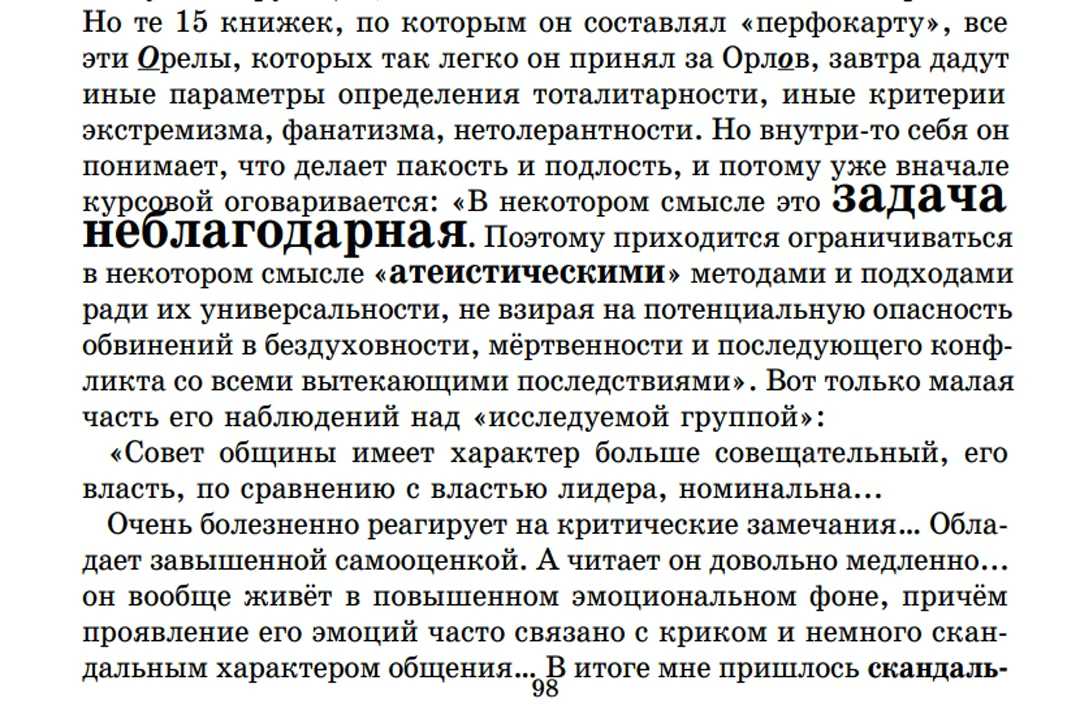 Но те 15 книжек, по которым он составлял «перфокарту», все
эти Орелы, которых так легко он принял за Орлов, завтра дадут
иные параметры определения тоталитарности, иные критерии
экстремизма, фанатизма, нетолерантности. Но внутри-то себя он
понимает, что делает пакость и подлость, и потому уже вначале
курсовой оговаривается: «В некотором смысле это задача
неблагодарная. Поэтому приходится ограничиваться
в некотором смысле «атеистическими» методами и подходами
ради их универсальности, не взирая на потенциальную опасность
обвинений в бездуховности, мёртвенности и последующего конф-
ликта со всеми вытекающими последствиями». Вот только малая
часть его наблюдений над «исследуемой группой»:
«Совет общины имеет характер больше совещательный, его
власть, по сравнению с властью лидера, номинальна...
Очень болезненно реагирует на критические замечания... Обла-
дает завышенной самооценкой. А читает он довольно медленно...
он вообще живёт в повышенном эмоциональном фоне, причём
проявление его эмоций часто связано с криком и немного скан-
дальным характером общения... В итоге мне пришлось скандаль-
98